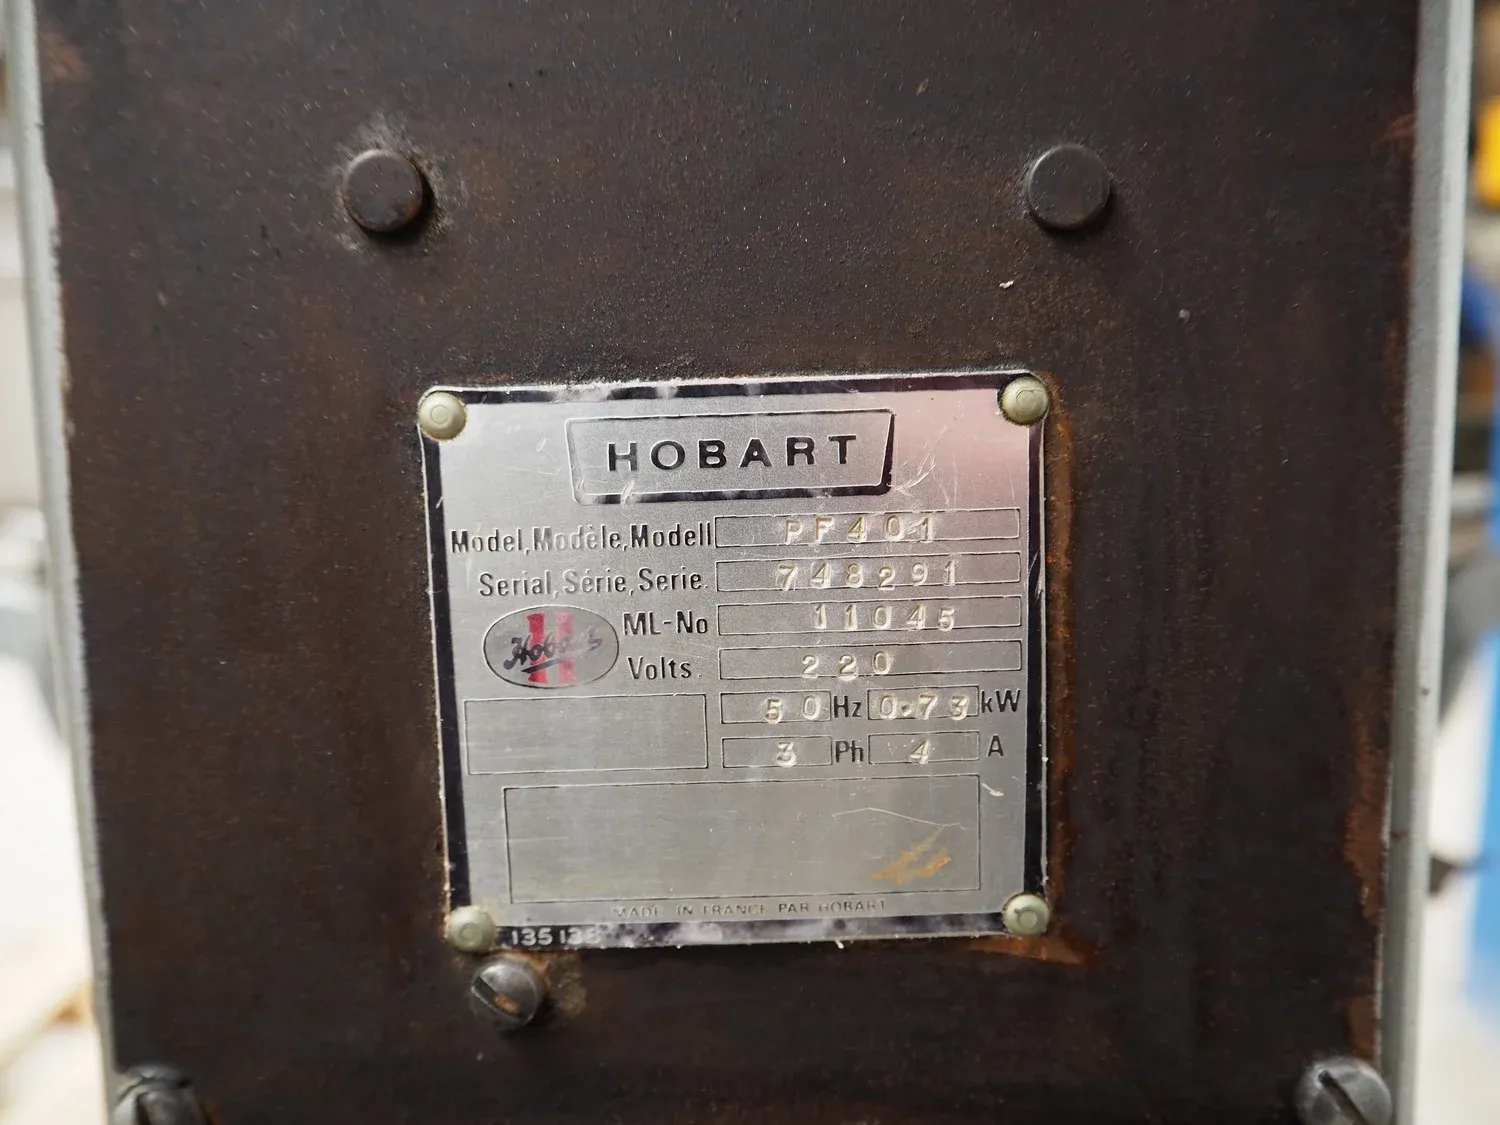 HOBART
Model, Modèle, Modell PF401
Serial, Série, Serie. 748291
Hobart
ML-No 11045
Volts. 220
50 Hz 0.73 kW
3 Ph 4 A
MADE IN FRANCE PAR HOBART